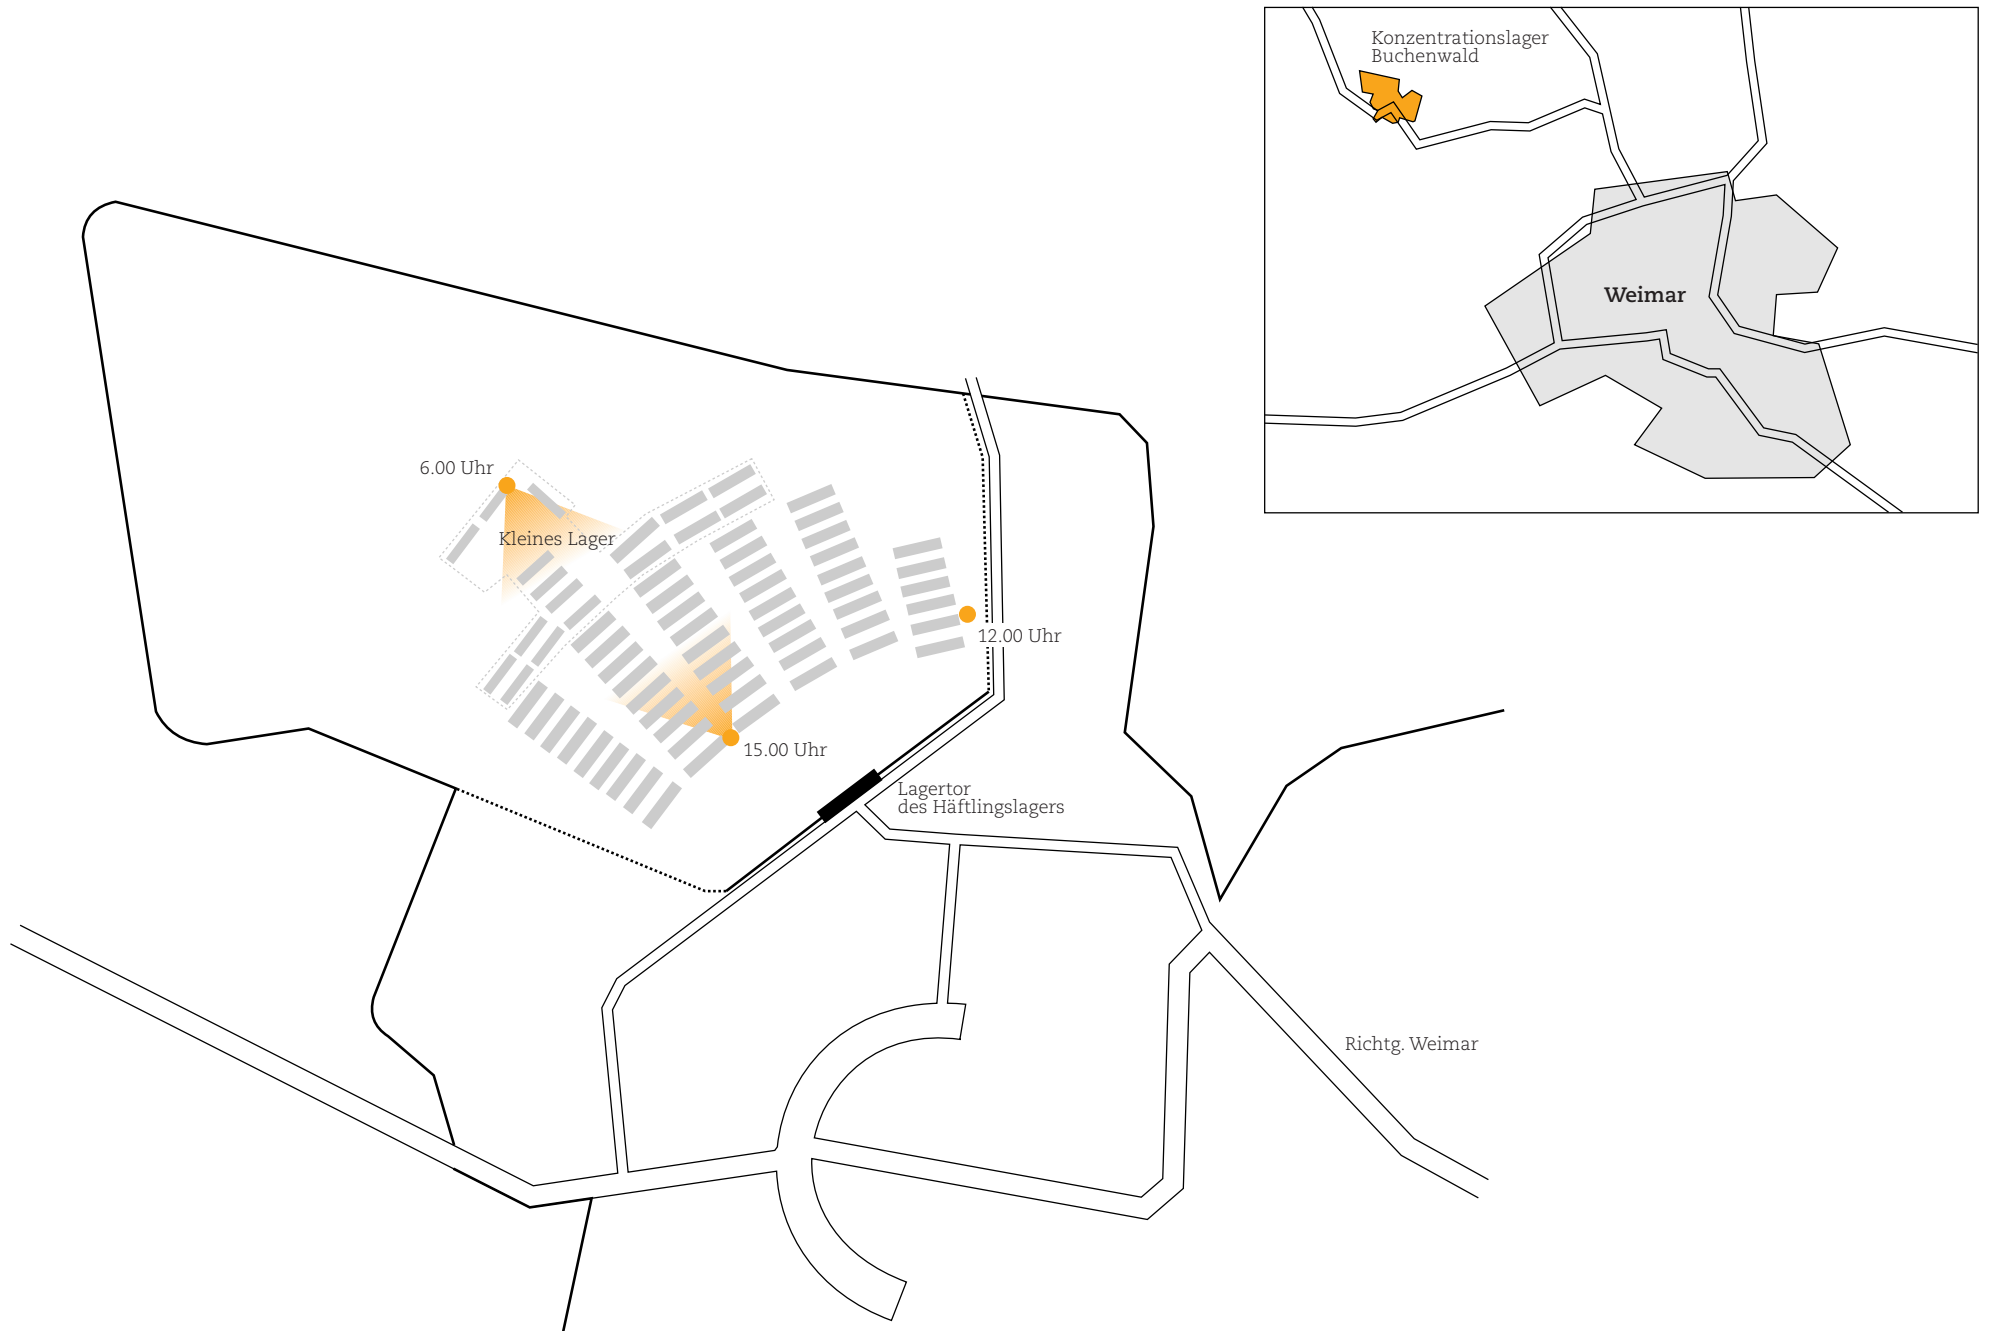 Konzentrationslager
Buchenwald
Weimar
6.00 Uhr
Kleines Lager
12.00 Uhr
15.00 Uhr
Lagertor
des Häftlingslagers
Richtg. Weimar